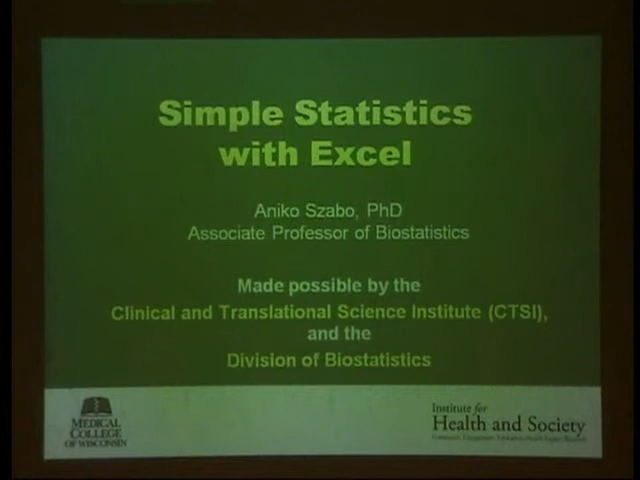 Simple Statistics
with Excel
Aniko Szabo, PhD
Associate Professor of Biostatistics
Made possible by the
Clinical and Translational Science Institute (CTSI),
and the
Division of Biostatistics
MEDICAL
COLLEGE
OF WISCONSIN
Institute for
Health and Society